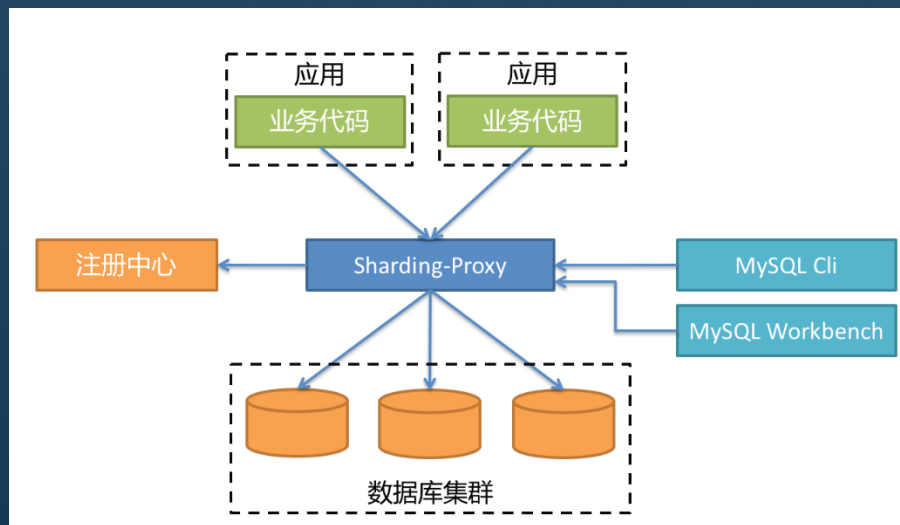 应用
应用
业务代码
业务代码
注册中心
Sharding-Proxy
MySQL Cli
MySQL Workbench
数据库集群